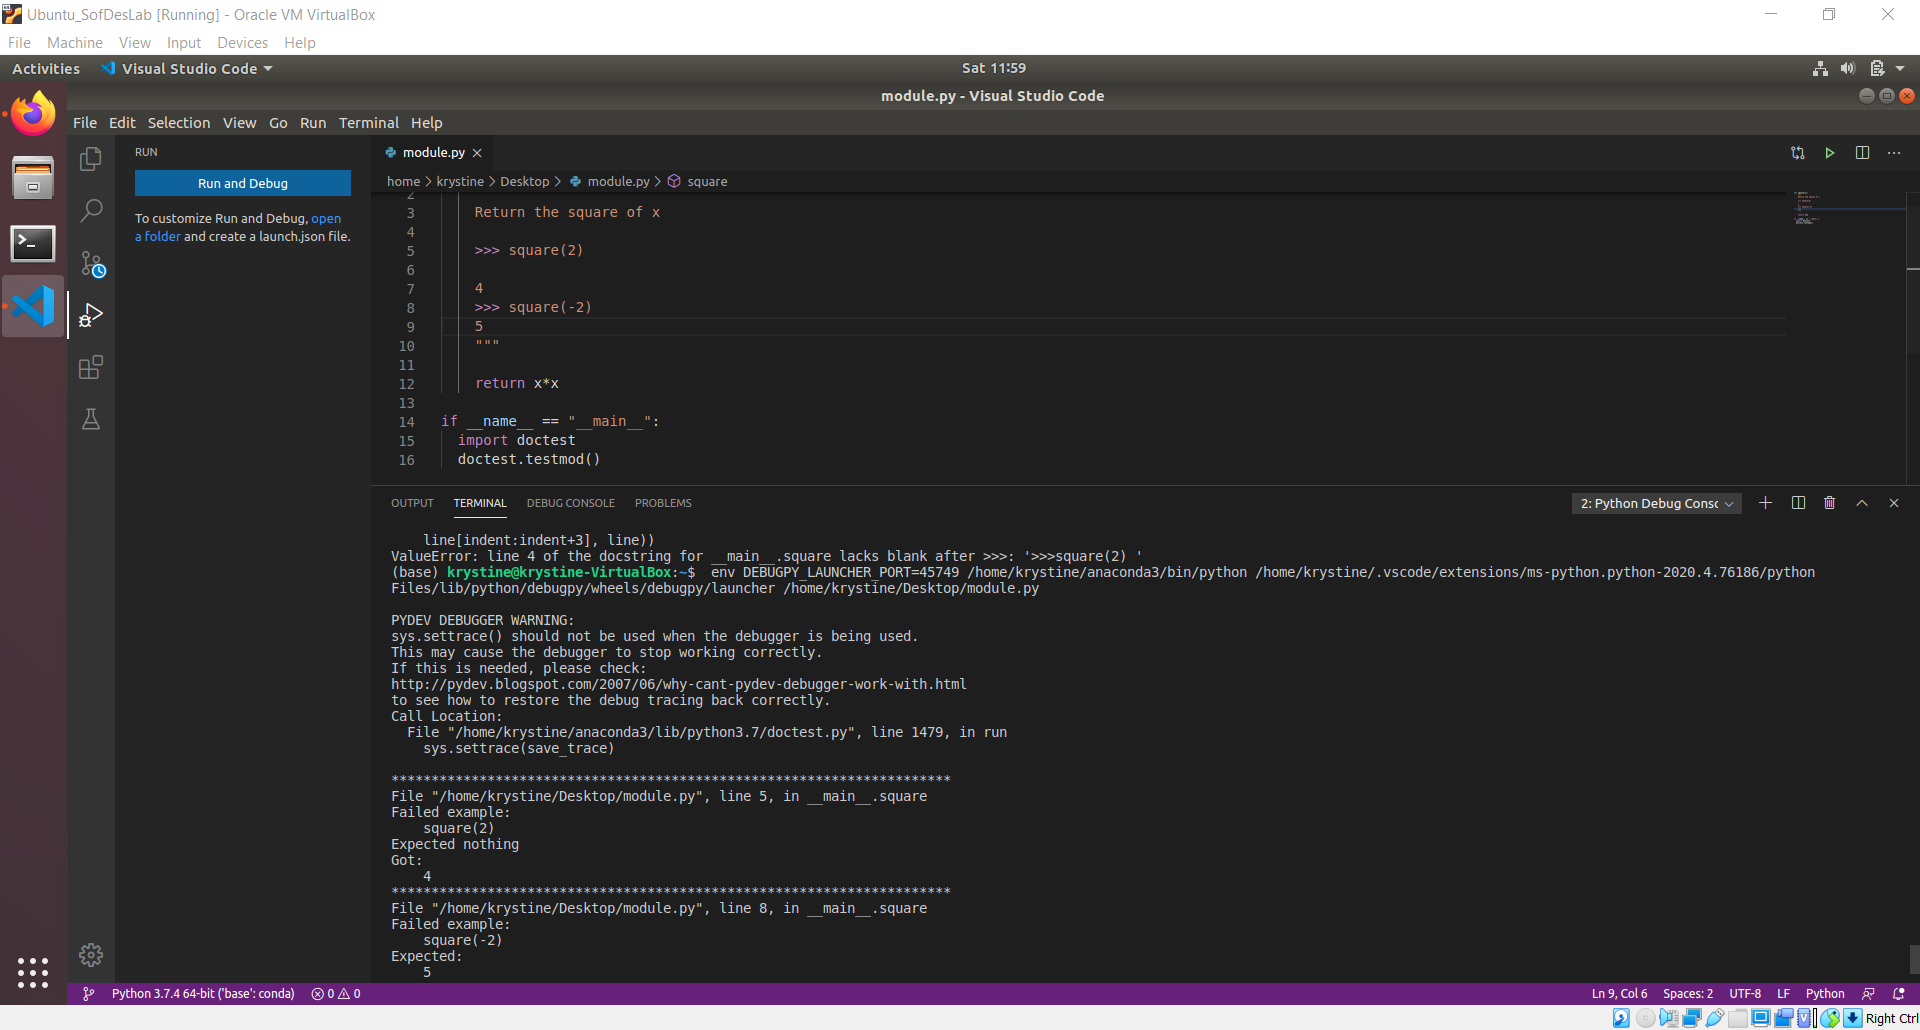 Ubuntu_SofDesLab [Running] - Oracle VM VirtualBox
File Machine View Input Devices Help
Activities Visual Studio Code Sat 11:59
module.py - Visual Studio Code
File Edit Selection View Go Run Terminal Help
RUN
Run and Debug
To customize Run and Debug, open
a folder and create a launch.json file.
module.py
home > krystine > Desktop > module.py > square
2
3 Return the square of x
4
5 >>> square(2)
6
7 4
8 >>> square(-2)
9 5
10 """
11
12 return x*x
13
14 if __name__ == "__main__":
15 import doctest
16 doctest.testmod()
OUTPUT TERMINAL DEBUG CONSOLE PROBLEMS 2: Python Debug Consc
line[indent:indent+3], line))
ValueError: line 4 of the docstring for __main__.square lacks blank after >>>: '>>>square(2) '
(base) krystine@krystine-VirtualBox:~$ env DEBUGPY_LAUNCHER_PORT=45749 /home/krystine/anaconda3/bin/python /home/krystine/.vscode/extensions/ms-python.python-2020.4.76186/python
Files/lib/python/debugpy/wheels/debugpy/launcher /home/krystine/Desktop/module.py
PYDEV DEBUGGER WARNING:
sys.settrace() should not be used when the debugger is being used.
This may cause the debugger to stop working correctly.
If this is needed, please check:
http://pydev.blogspot.com/2007/06/why-cant-pydev-debugger-work-with.html
to see how to restore the debug tracing back correctly.
Call Location:
File "/home/krystine/anaconda3/lib/python3.7/doctest.py", line 1479, in run
sys.settrace(save_trace)
**********************************************************************
File "/home/krystine/Desktop/module.py", line 5, in __main__.square
Failed example:
square(2)
Expected nothing
Got:
4
**********************************************************************
File "/home/krystine/Desktop/module.py", line 8, in __main__.square
Failed example:
square(-2)
Expected:
5
Python 3.7.4 64-bit ('base': conda) 0 0 Ln 9, Col 6 Spaces: 2 UTF-8 LF Python
Right Ctrl